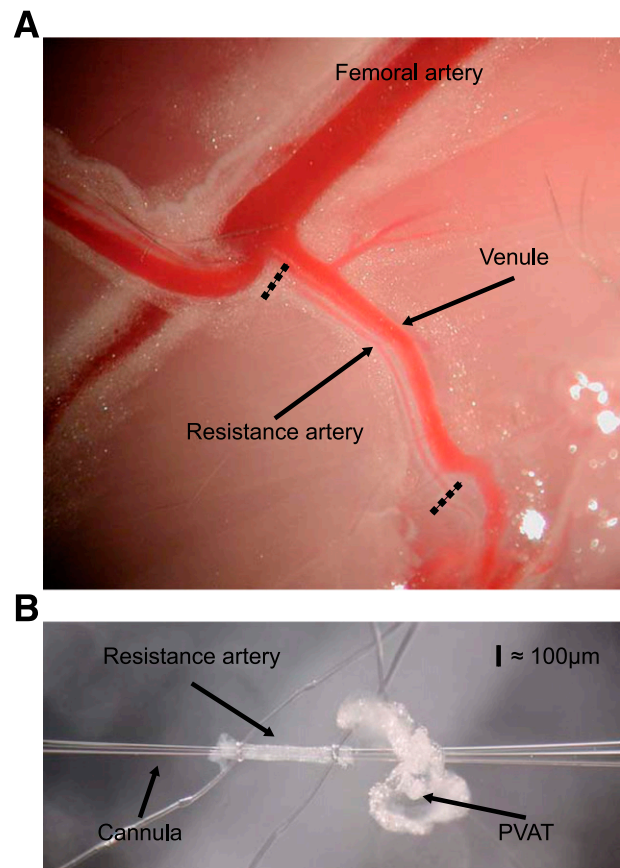 A
Femoral artery
Venule
Resistance artery
B
Resistance artery
≈ 100µm
Cannula
PVAT